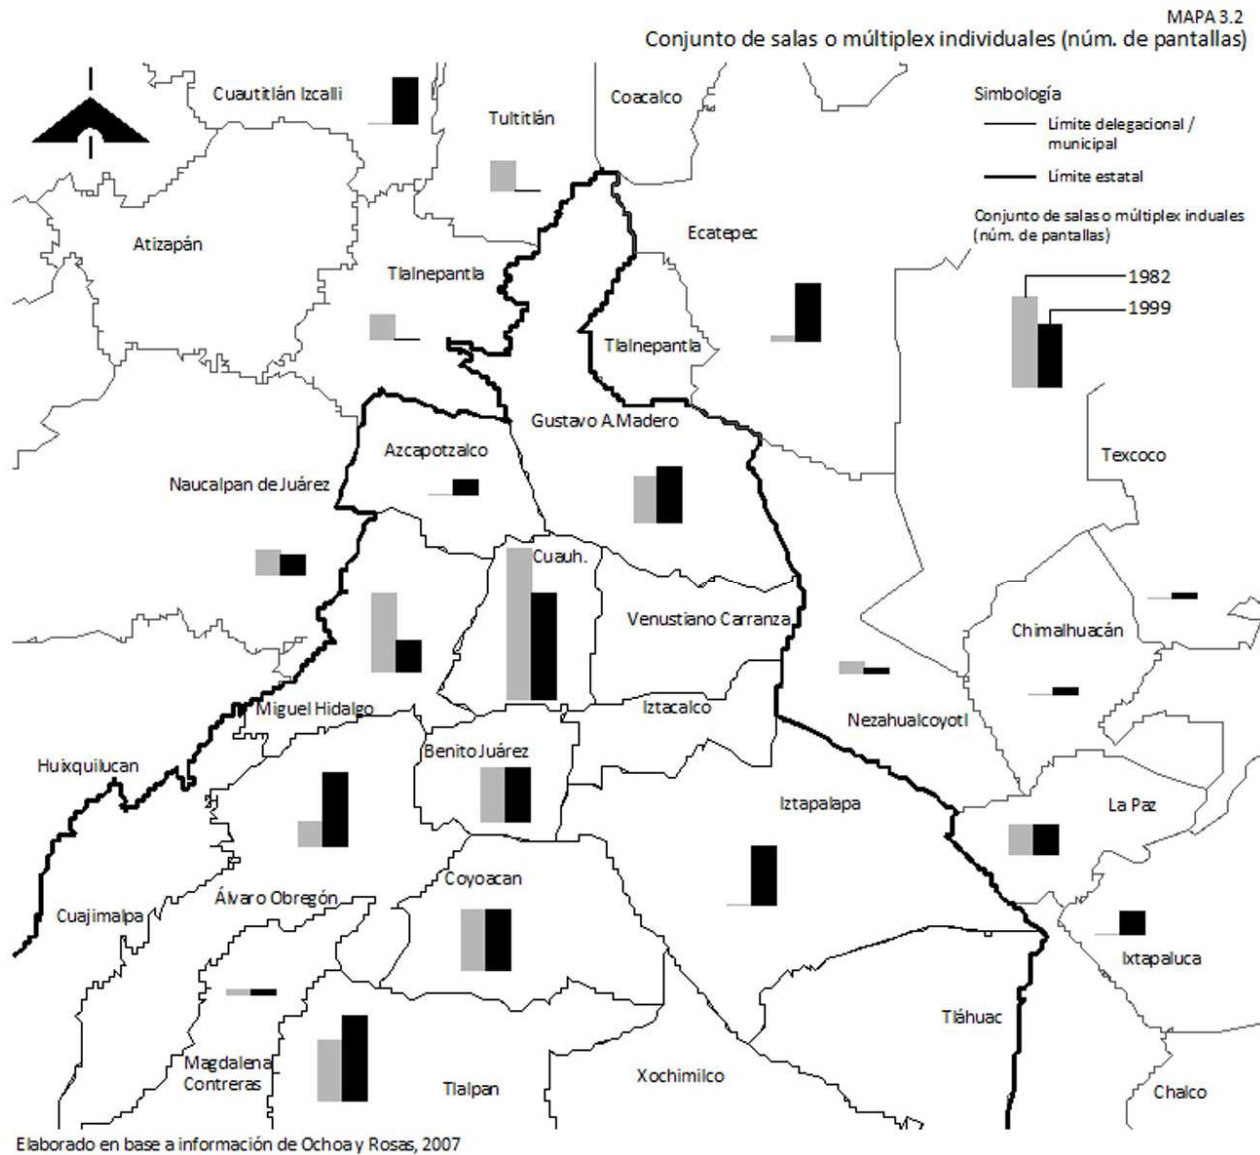 MAPA 3.2
Conjunto de salas o múltiplex individuales (núm. de pantallas)
Cuautitlán Izcalli
Tultitlán
Coacalco
Simbología
Límite delegacional /
municipal
Límite estatal
Conjunto de salas o múltiplex induales
(núm. de pantallas)
1982
1999
Atizapán
Tlalnepantla
Ecatepec
Tlalnepantla
Gustavo A.Madero
Azcapotzalco
Naucalpan de Juárez
Texcoco
Cuauh.
Venustiano Carranza
Chimalhuacán
Miguel Hidalgo
Iztacalco
Nezahualcoyotl
Benito Juárez
Huixquilucan
Iztapalapa
La Paz
Coyoacan
Álvaro Obregón
Cuajimalpa
Ixtapaluca
Tláhuac
Magdalena
Contreras
Tlalpan
Xochimilco
Chalco
Elaborado en base a información de Ochoa y Rosas, 2007